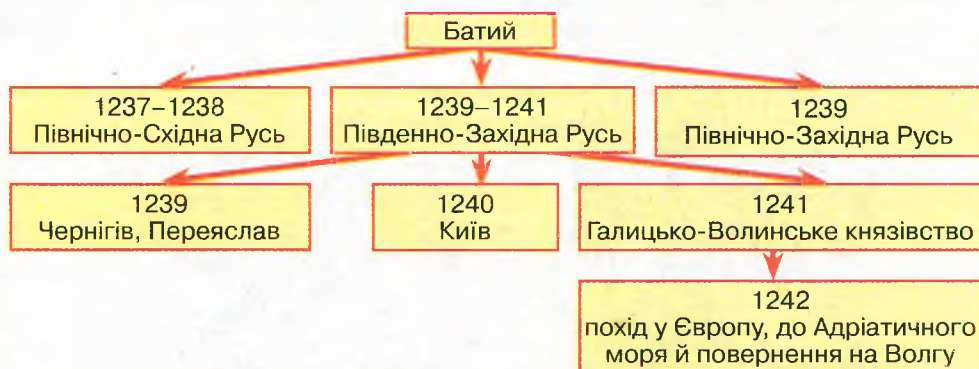 Батий
1237–1238
Північно-Східна Русь
1239–1241
Південно-Західна Русь
1239
Північно-Західна Русь
1239
Чернігів, Переяслав
1240
Київ
1241
Галицько-Волинське князівство
1242
похід у Європу, до Адріатичного
моря й повернення на Волгу